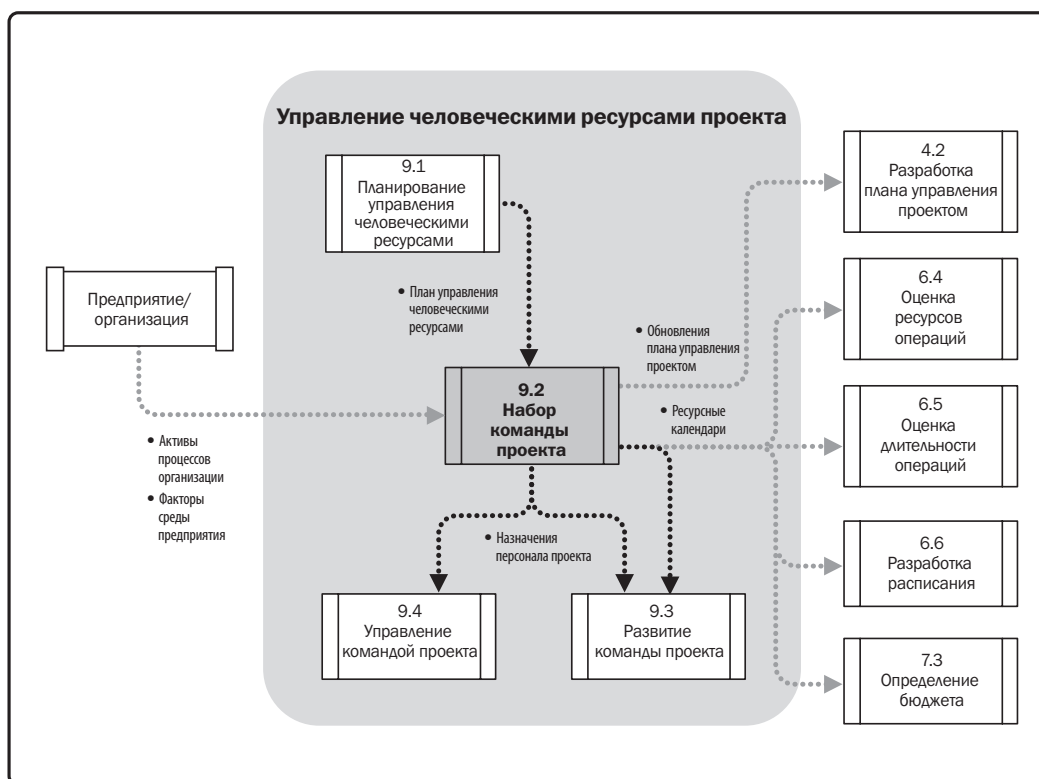 Управление человеческими ресурсами проекта
9.1
Планирование
управления
человеческими
ресурсами
4.2
Разработка
плана управления
проектом
Предприятие/
организация
• План управления
человеческими
ресурсами
6.4
Оценка
ресурсов
операций
• Обновления
плана управления
проектом
9.2
Набор
команды
проекта
• Ресурсные
календари
6.5
Оценка
длительности
операций
• Активы
процессов
организации
• Факторы
среды
предприятия
• Назначения
персонала проекта
6.6
Разработка
расписания
9.4
Управление
командой проекта
9.3
Развитие
команды проекта
7.3
Определение
бюджета